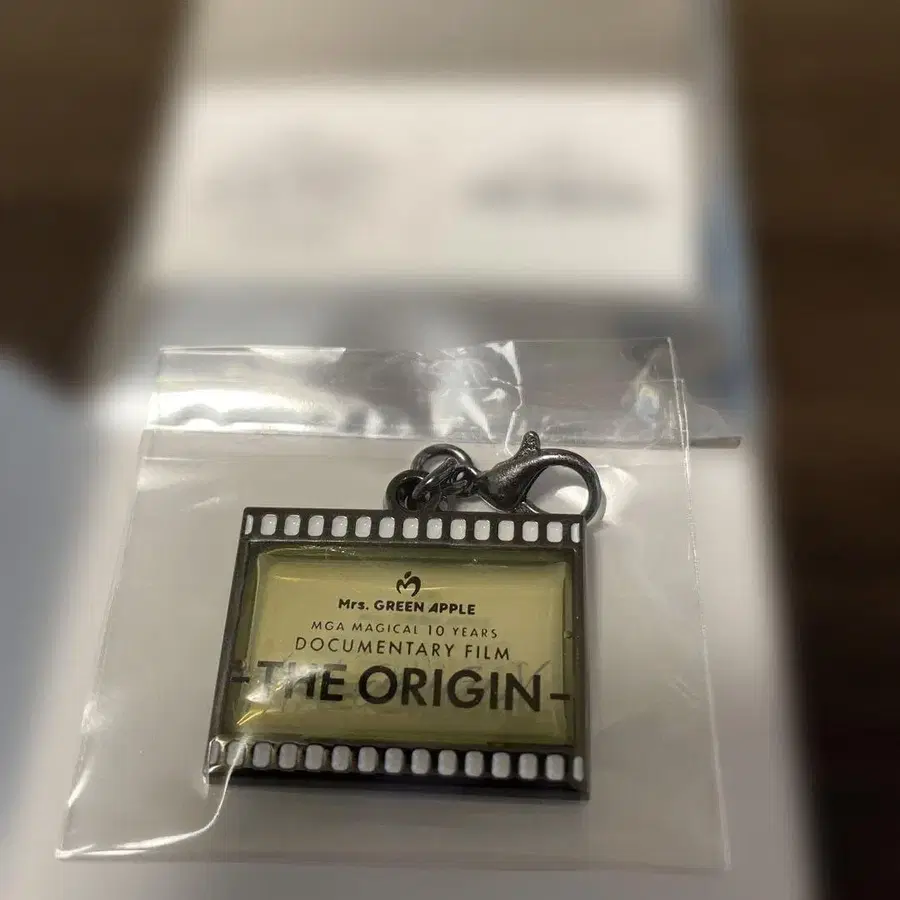 Mrs. GREEN APPLE
MGA MAGICAL 10 YEARS
DOCUMENTARY FILM
-THE ORIGIN-